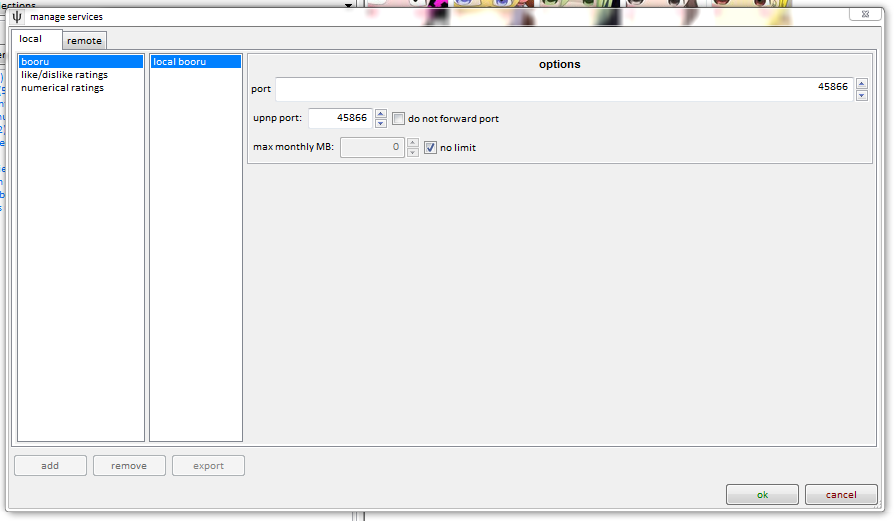 ections
manage services
local remote
booru
like/dislike ratings
numerical ratings
local booru
options
port 45866
upnp port: 45866 do not forward port
max monthly MB: 0 no limit
add remove export
ok cancel